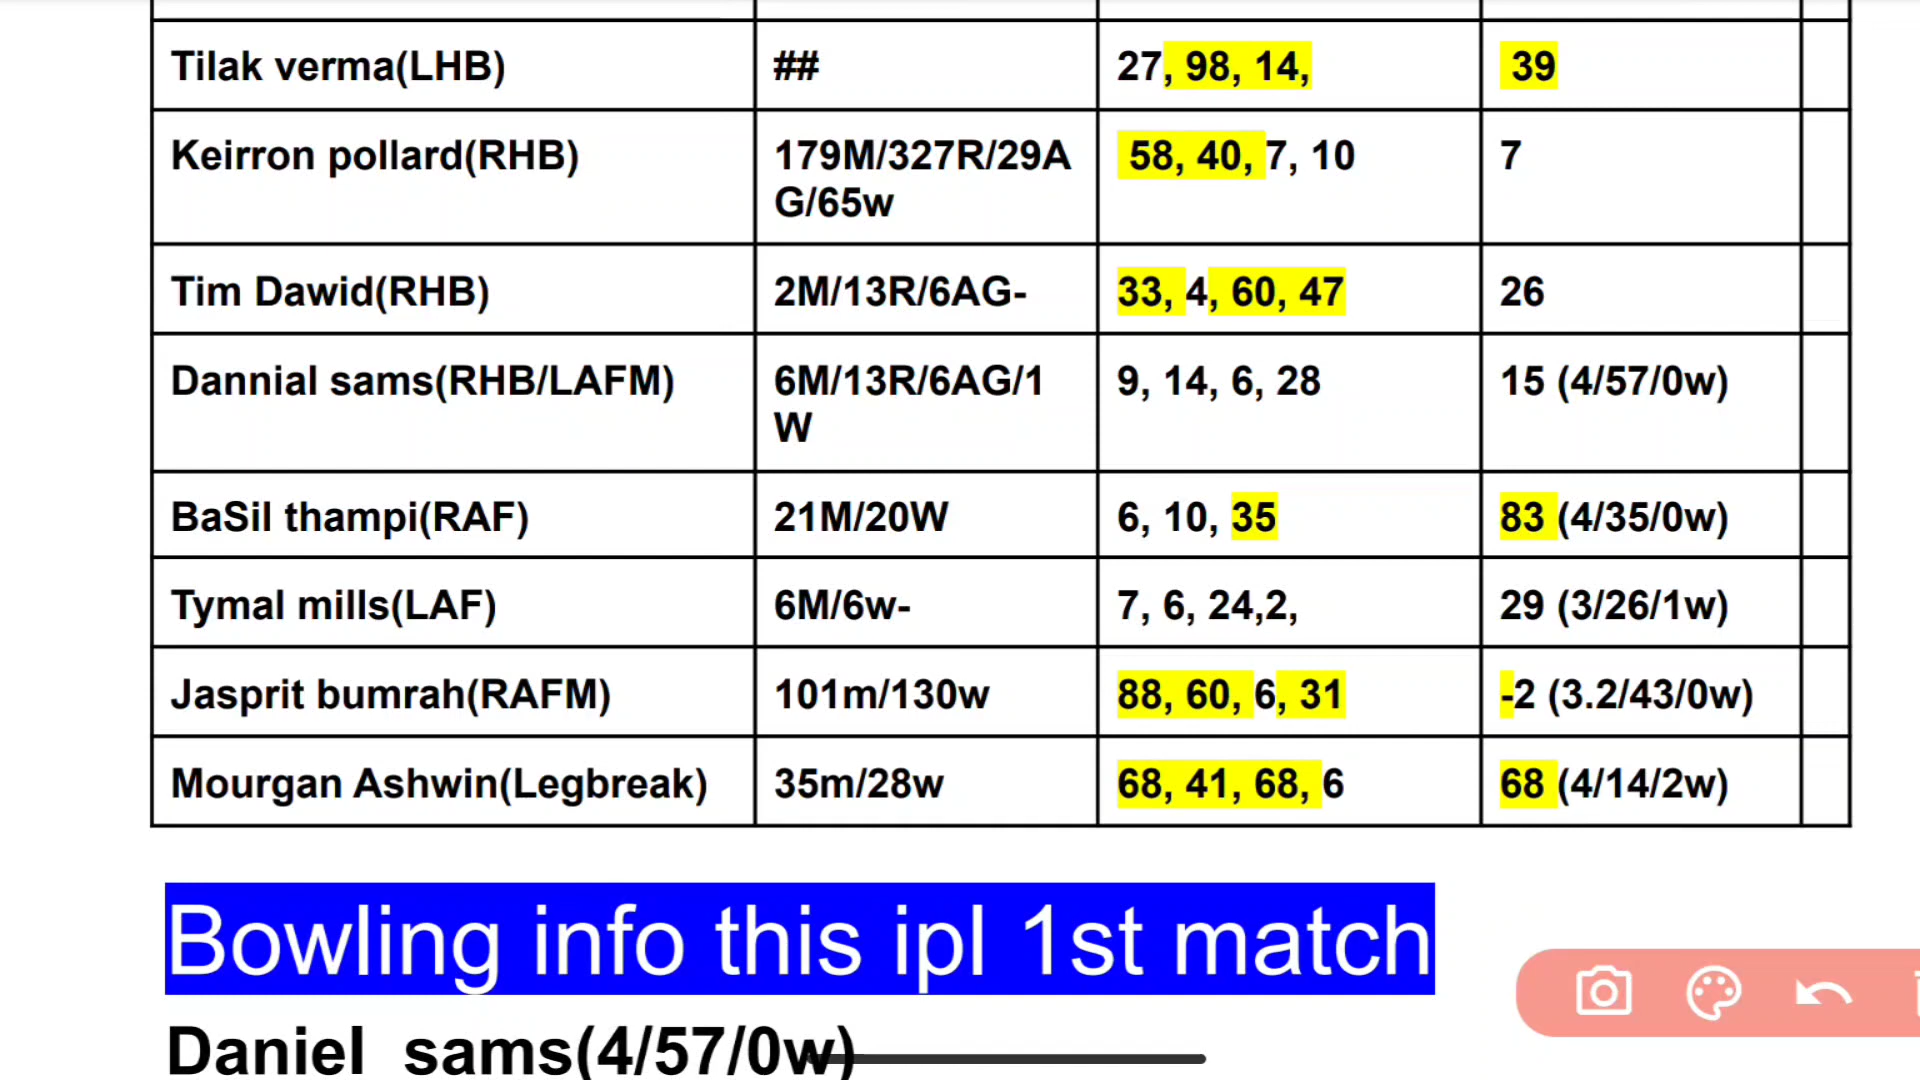 Tilak verma(LHB) ## 27, 98, 14, 39
Keirron pollard(RHB) 179M/327R/29A 58, 40, 7, 10 7
G/65w
Tim Dawid(RHB) 2M/13R/6AG- 33, 4, 60, 47 26
Dannial sams(RHB/LAFM) 6M/13R/6AG/1 9, 14, 6, 28 15 (4/57/0w)
W
BaSil thampi(RAF) 21M/20W 6, 10, 35 83 (4/35/0w)
Tymal mills(LAF) 6M/6w- 7, 6, 24,2, 29 (3/26/1w)
Jasprit bumrah(RAFM) 101m/130w 88, 60, 6, 31 -2 (3.2/43/0w)
Mourgan Ashwin(Legbreak) 35m/28w 68, 41, 68, 6 68 (4/14/2w)
Bowling info this ipl 1st match
Daniel sams(4/57/0w)